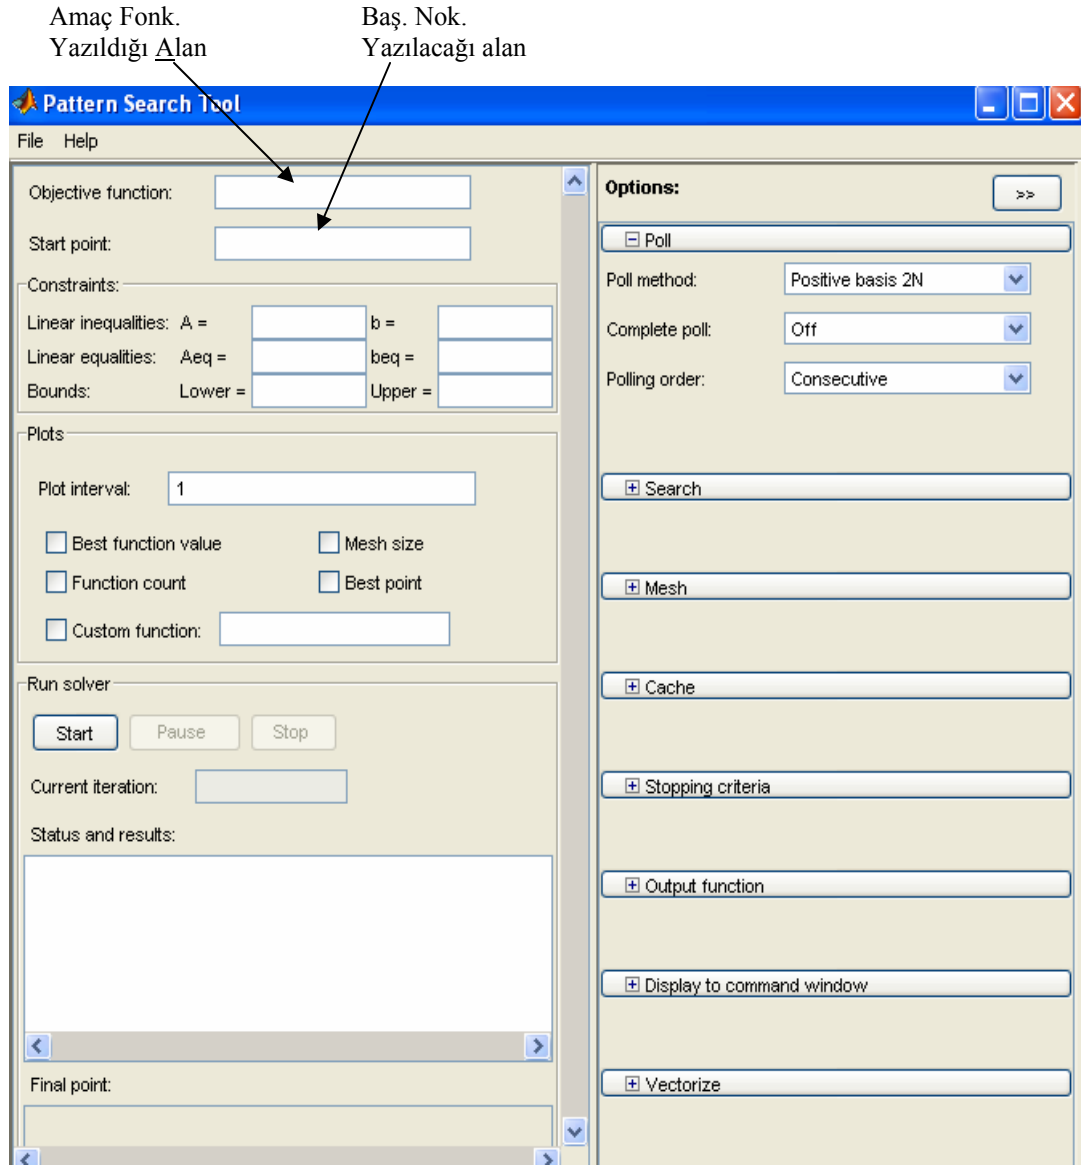 Amaç Fonk.
Yazıldığı Alan
Baş. Nok.
Yazılacağı alan
Pattern Search Tool
File Help
Objective function:
Start point:
Constraints:
Linear inequalities: A = b =
Linear equalities: Aeq = beq =
Bounds: Lower = Upper =
Plots
Plot interval: 1
Best function value Mesh size
Function count Best point
Custom function:
Run solver
Start Pause Stop
Current iteration:
Status and results:
Final point:
Options: >>
Poll
Poll method: Positive basis 2N
Complete poll: Off
Polling order: Consecutive
Search
Mesh
Cache
Stopping criteria
Output function
Display to command window
Vectorize